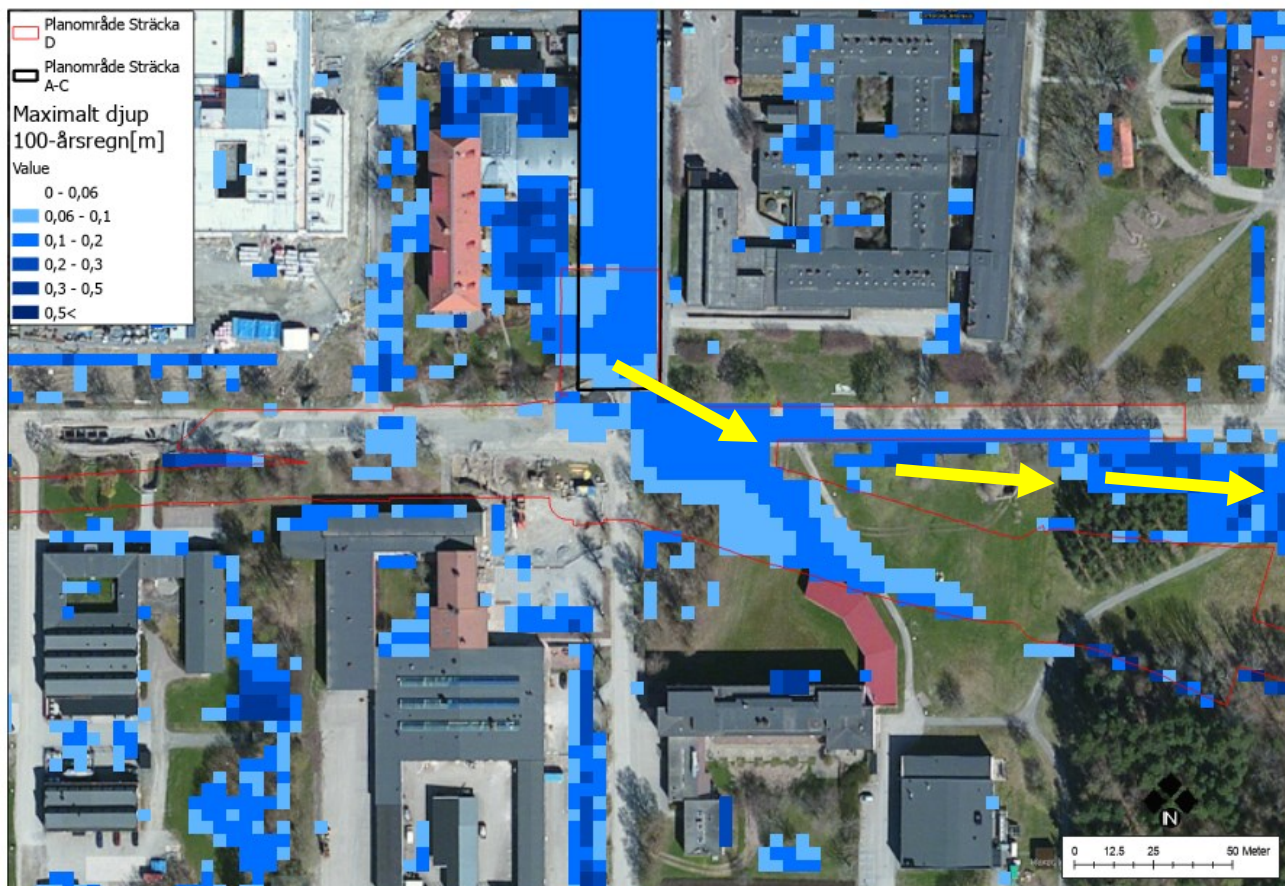 Planområde Sträcka
D
Planområde Sträcka
A-C
Maximalt djup
100-årsregn[m]
Value
0 - 0,06
0,06 - 0,1
0,1 - 0,2
0,2 - 0,3
0,3 - 0,5
0,5<
N
0 12.5 25 50 Meter